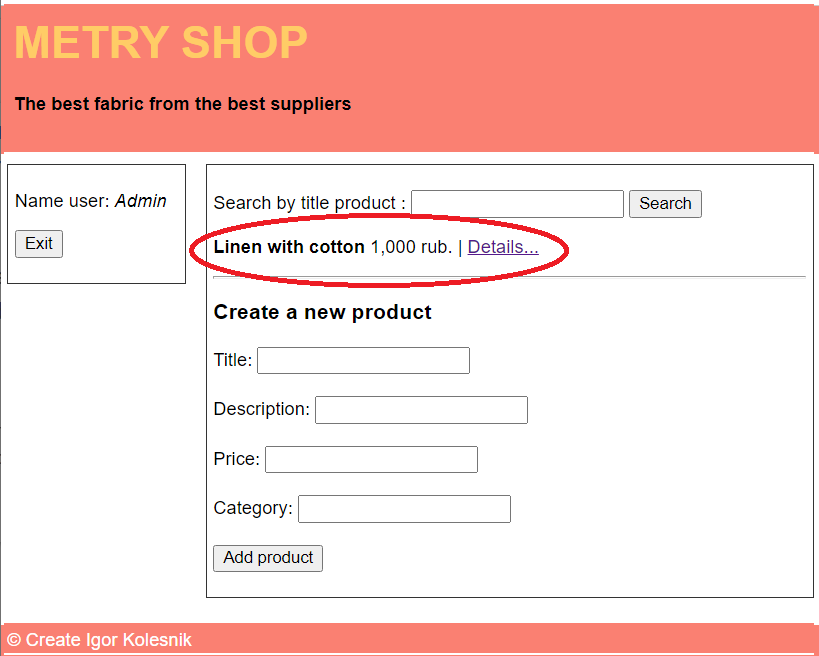 METRY SHOP
The best fabric from the best suppliers
Name user: Admin
Exit
Search by title product : Search
Linen with cotton 1,000 rub. | Details...
Create a new product
Title:
Description:
Price:
Category:
Add product
© Create Igor Kolesnik